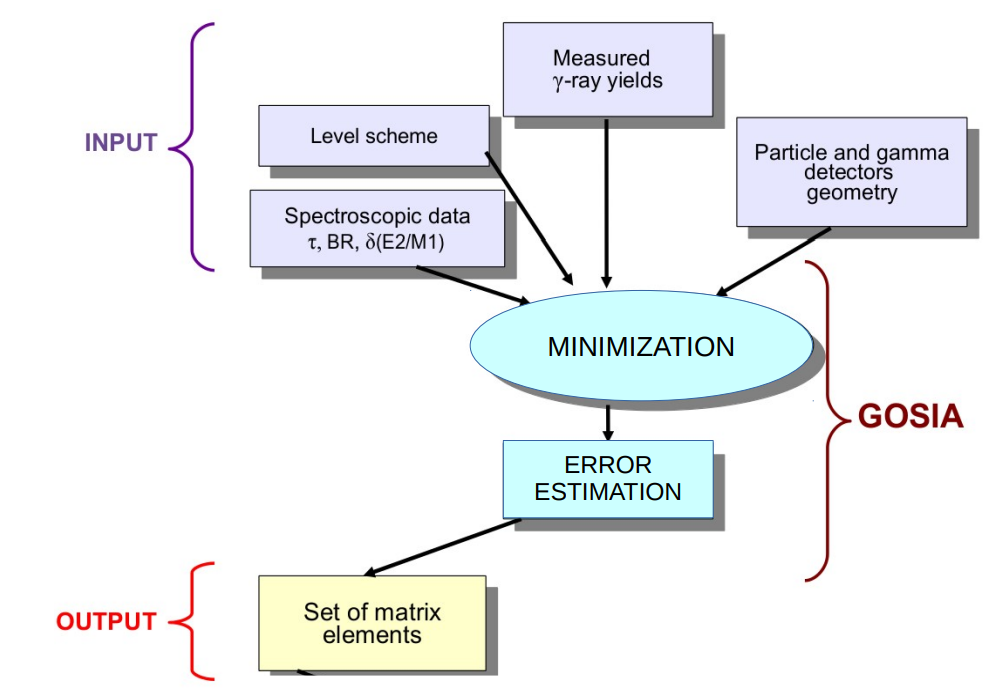 Measured
γ-ray yields
INPUT
Level scheme
Particle and gamma
detectors
geometry
Spectroscopic data
τ, BR, δ(E2/M1)
MINIMIZATION
GOSIA
ERROR
ESTIMATION
OUTPUT
Set of matrix
elements